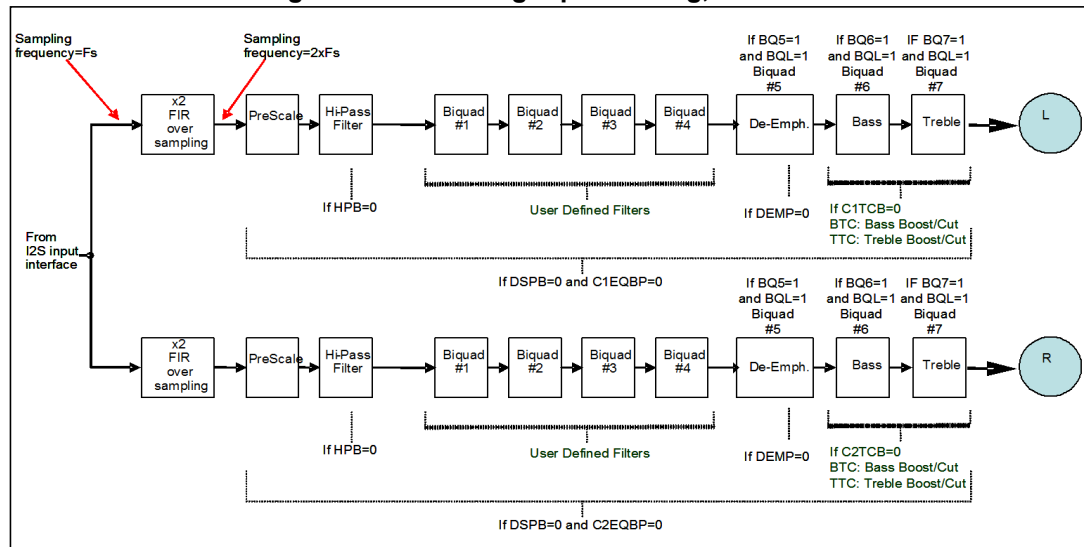 Sampling
frequency=Fs
Sampling
frequency=2xFs
If BQ5=1
and BQL=1
Biquad
#5
If BQ6=1
and BQL=1
Biquad
#6
IF BQ7=1
and BQL=1
Biquad
#7
x2
FIR
over
sampling
PreScale
Hi-Pass
Filter
Biquad
#1
Biquad
#2
Biquad
#3
Biquad
#4
De-Emph.
Bass
Treble
L
If HPB=0
User Defined Filters
If DEMP=0
If C1TCB=0
BTC: Bass Boost/Cut
TTC: Treble Boost/Cut
From
I2S input
interface
If DSPB=0 and C1EQBP=0
If BQ5=1
and BQL=1
Biquad
#5
If BQ6=1
and BQL=1
Biquad
#6
IF BQ7=1
and BQL=1
Biquad
#7
x2
FIR
over
sampling
PreScale
Hi-Pass
Filter
Biquad
#1
Biquad
#2
Biquad
#3
Biquad
#4
De-Emph.
Bass
Treble
R
If HPB=0
User Defined Filters
If DEMP=0
If C2TCB=0
BTC: Bass Boost/Cut
TTC: Treble Boost/Cut
If DSPB=0 and C2EQBP=0